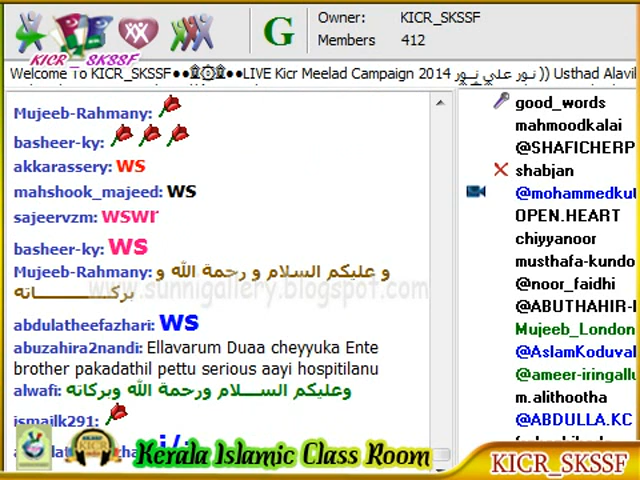 Owner: KICR_SKSSF
G
Members 412
KICR_SKSSF
Welcome To KICR_SKSSF●●۩۞۩●●LIVE Kicr Meelad Campaign 2014 نور علي نور )) Usthad Alavil
Mujeeb-Rahmany:
basheer-ky:
akkarassery: ws
mahshook_majeed: ws
sajeervzm: wswr
basheer-ky: ws
Mujeeb-Rahmany: و عليكم السلام و رحمة الله و
بركـــــــــــــاته
www.sunnigallery.blogspot.com
abdulatheefazhari: ws
abuzahira2nandi: Ellavarum Duaa cheyyuka Ente
brother pakadathil pettu serious aayi hospitilanu
alwafi: وعليكم الســـلام ورحمة الله وبركاته
ismailk291:
good_words
mahmoodkalai
@SHAFICHERP
shabjan
@mohammedkut
OPEN.HEART
chiyyanoor
musthafa-kundo
@noor_faidhi
@ABUTHAHIR-
Mujeeb_London
@AslamKoduval
@ameer-iringallu
m.alithootha
@ABDULLA.KC
Kerala Islamic Class Room
KICR_SKSSF